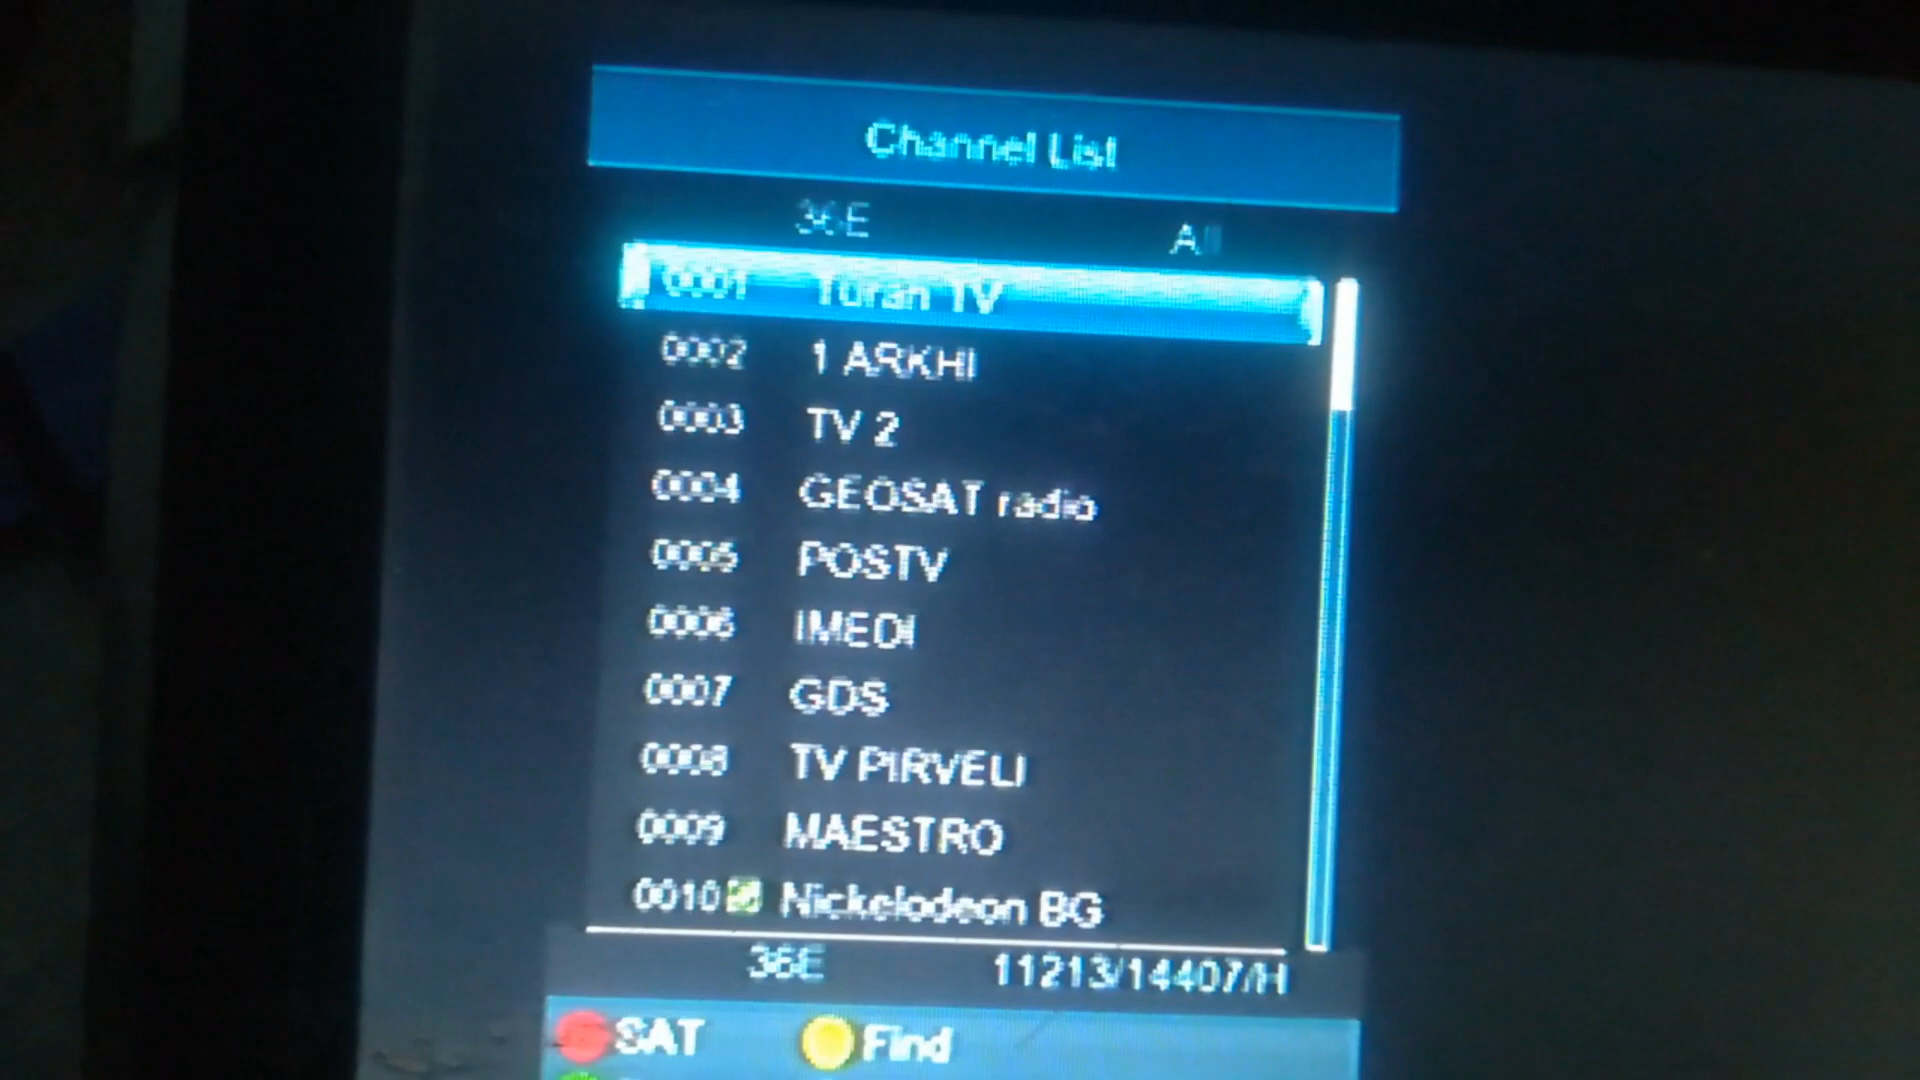 Channel List
36E All
0001 Turan TV
0002 1 ARKHI
0003 TV 2
0004 GEOSAT radio
0005 POSTV
0006 IMEDI
0007 GDS
0008 TV PIRVELI
0009 MAESTRO
0010 Nickelodeon BG
36E 11213/14407/H
SAT Find